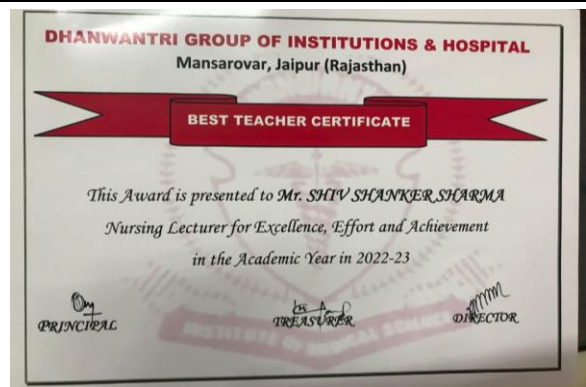 DHANWANTRI GROUP OF INSTITUTIONS & HOSPITAL
Mansarovar, Jaipur (Rajasthan)
BEST TEACHER CERTIFICATE
This Award is presented to Mr. SHIV SHANKER SHARMA
Nursing Lecturer for Excellence, Effort and Achievement
in the Academic Year in 2022-23
PRINCIPAL TREASURER DIRECTOR